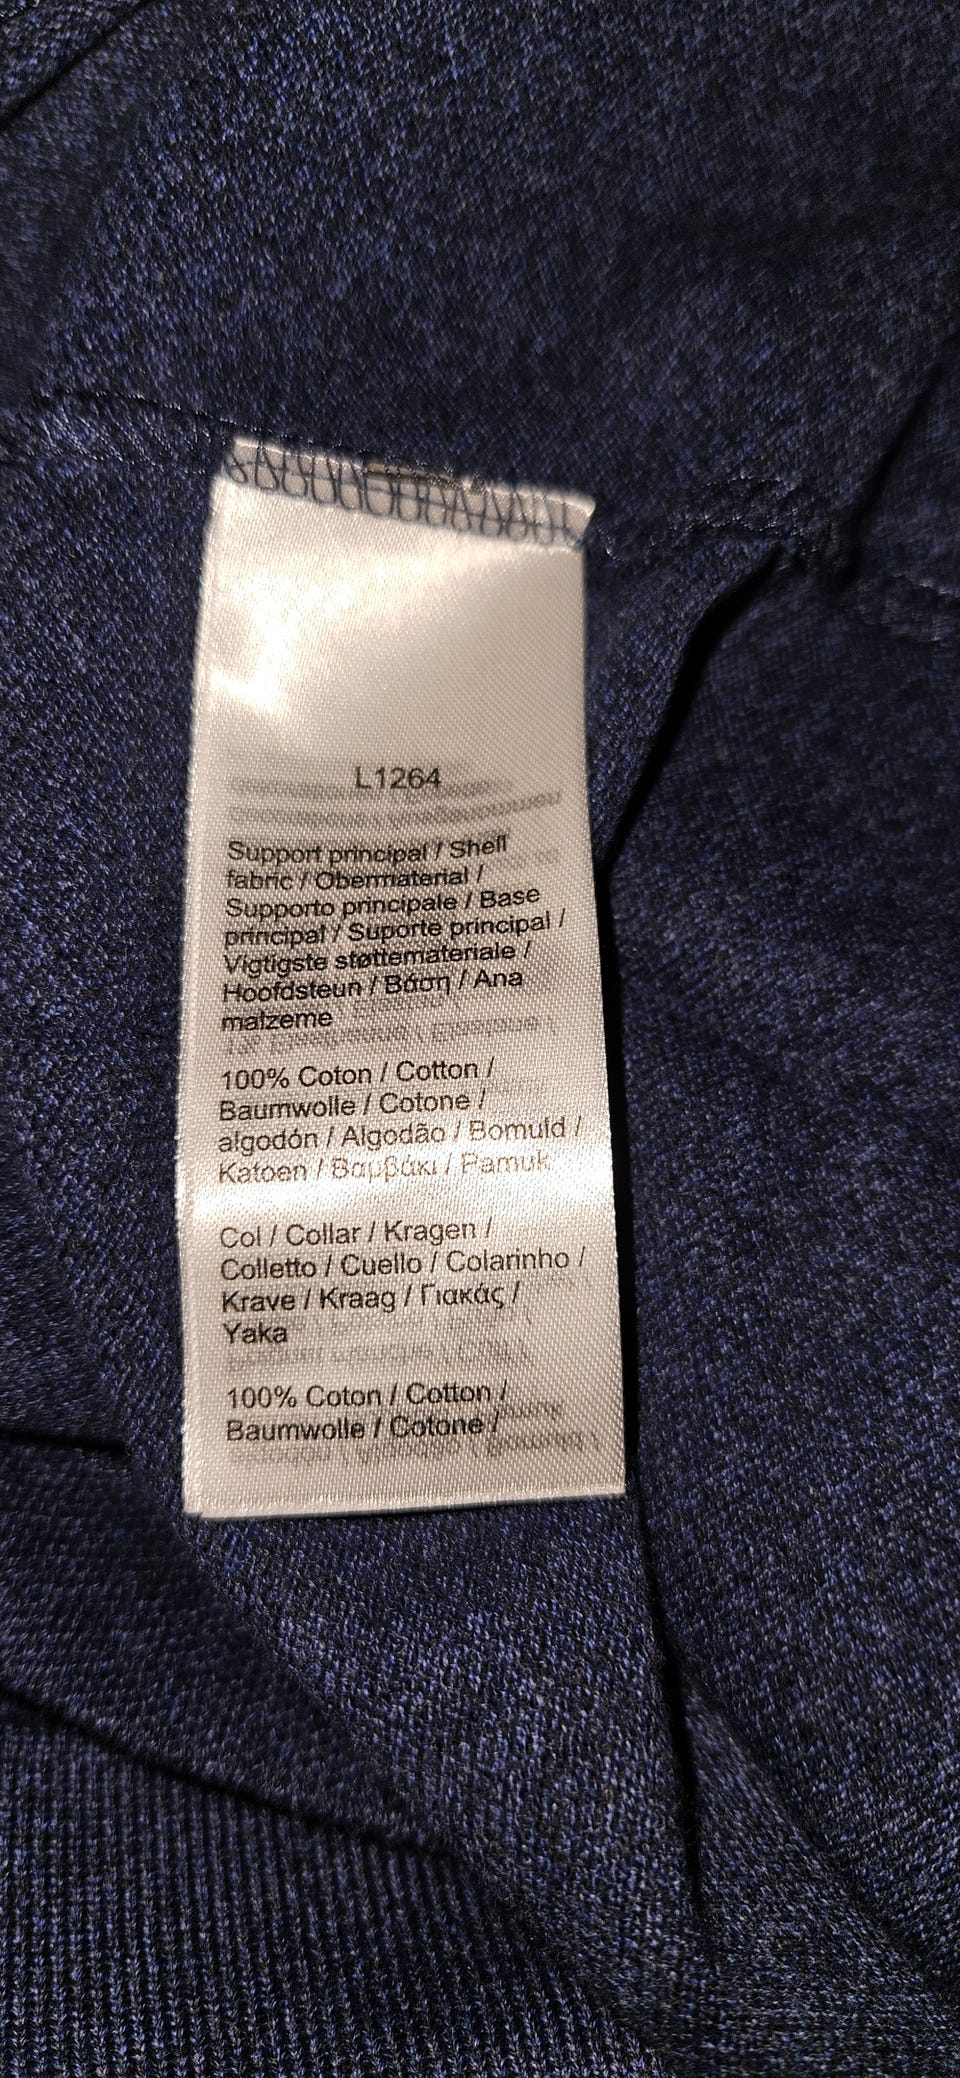 L1264
Support principal / Shell
fabric / Obermaterial /
Supporto principale / Base
principal / Suporte principal /
Vigtigste støttemateriale /
Hoofdsteun / Βάση / Ana
malzeme
100% Coton / Cotton /
Baumwolle / Cotone /
algodón / Algodão / Bomuld /
Katoen / Βαμβάκι / Pamuk
Col / Collar / Kragen /
Colletto / Cuello / Colarinho /
Krave / Kraag / Γιακάς /
Yaka
100% Coton / Cotton /
Baumwolle / Cotone /